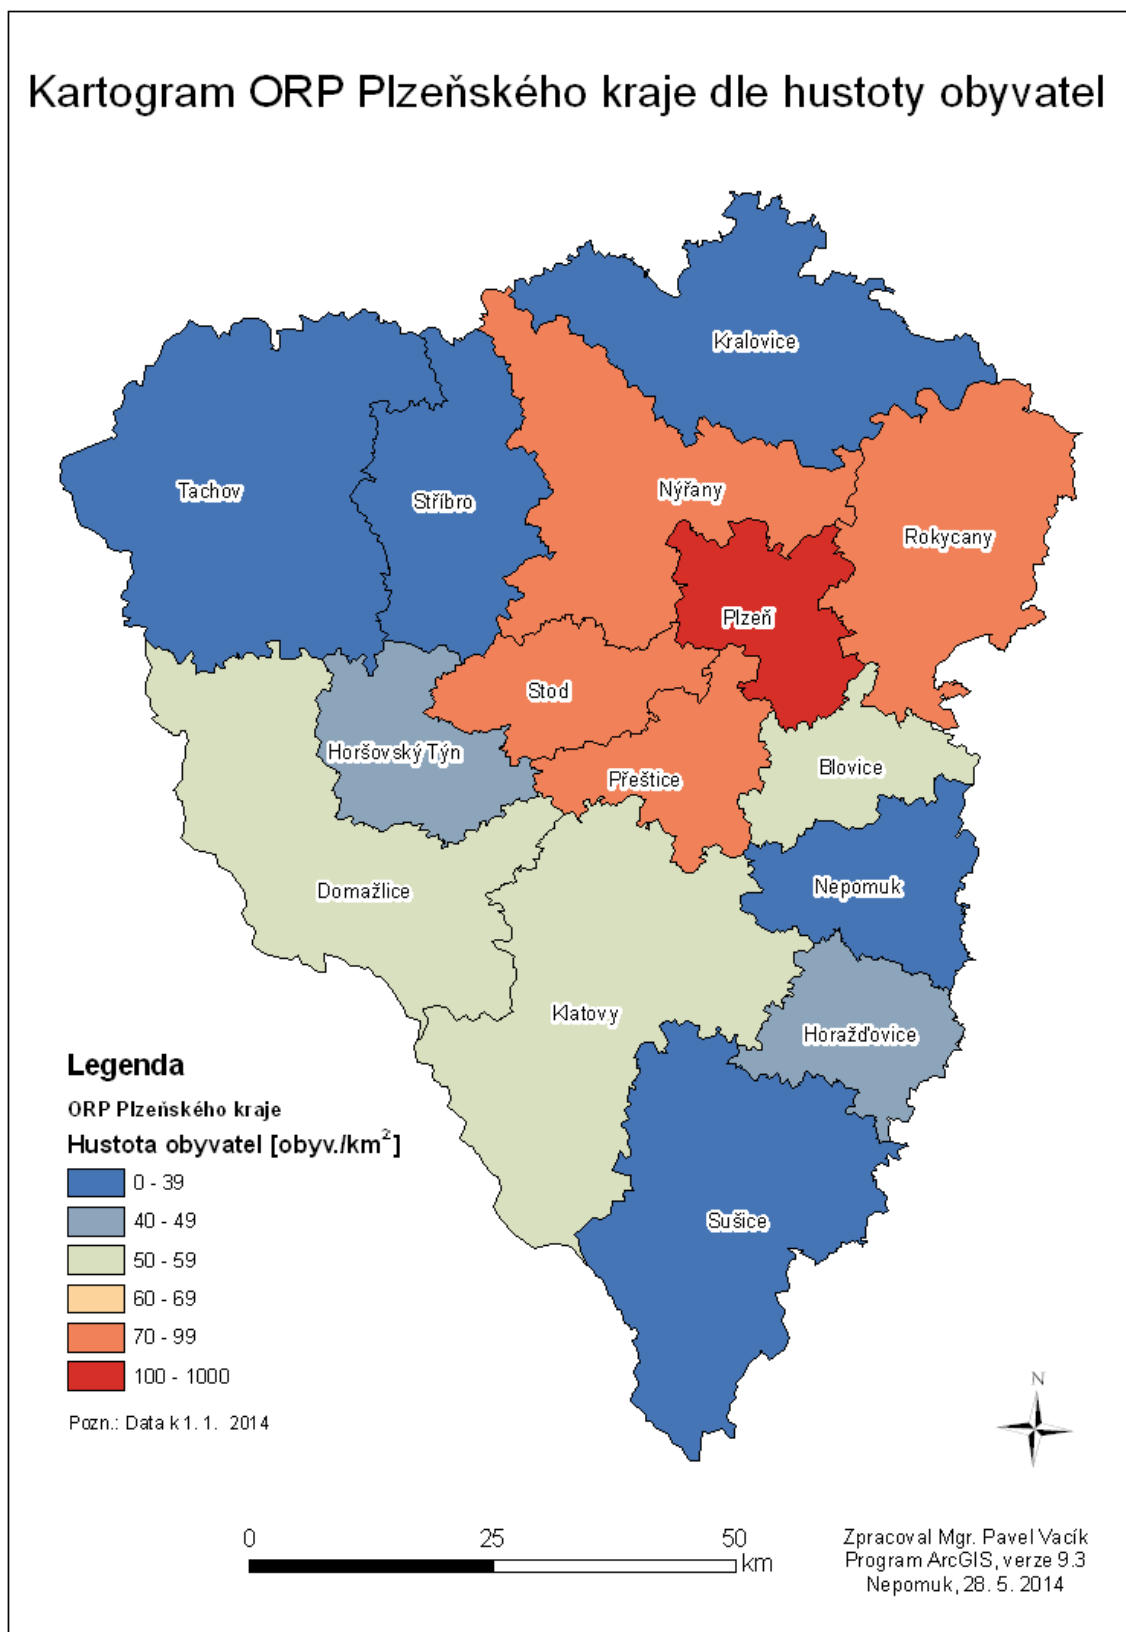 Kartogram ORP Plzeňského kraje dle hustoty obyvatel
Kralovice
Tachov
Stříbro
Nýřany
Rokycany
Plzeň
Stod
Horšovský Týn
Přeštice
Blovice
Domažlice
Nepomuk
Klatovy
Horažďovice
Sušice
Legenda
ORP Plzeňského kraje
Hustota obyvatel [obyv./km²]
0 - 39
40 - 49
50 - 59
60 - 69
70 - 99
100 - 1000
Pozn.: Data k 1. 1. 2014
N
0 25 50
km
Zpracoval Mgr. Pavel Vacík
Program ArcGIS, verze 9.3
Nepomuk, 28. 5. 2014